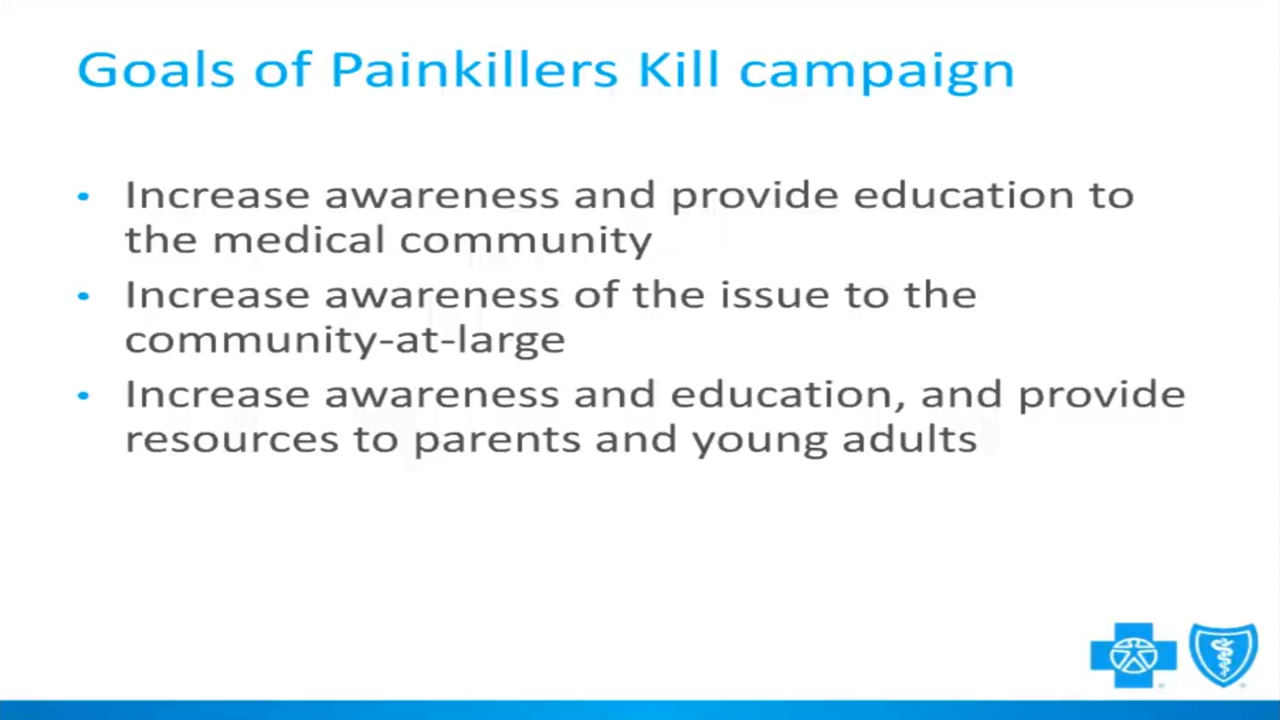 Goals of Painkillers Kill campaign
• Increase awareness and provide education to
the medical community
• Increase awareness of the issue to the
community-at-large
• Increase awareness and education, and provide
resources to parents and young adults